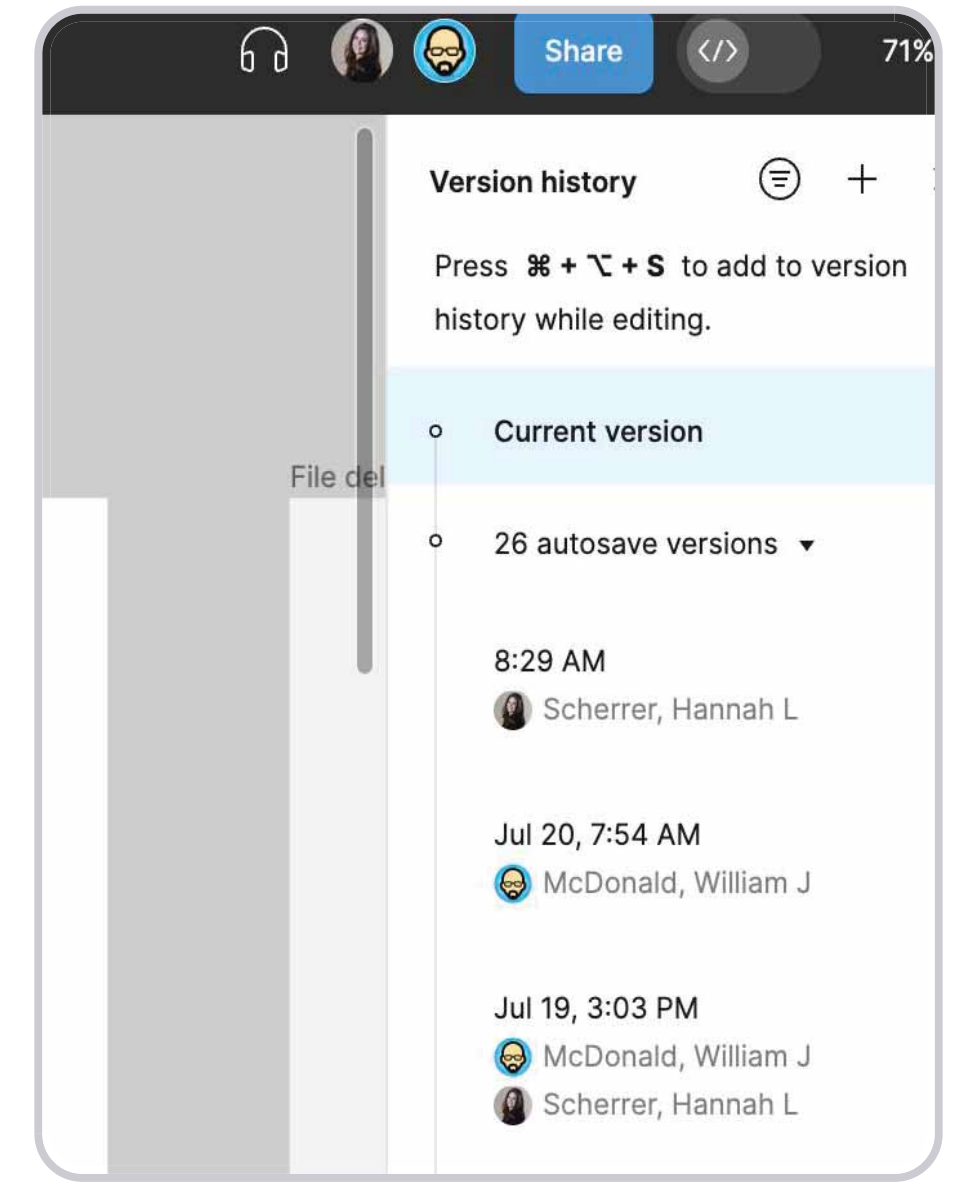 Share
</>
71%
Version history
Press ⌘ + ⌥ + S to add to version
history while editing.
Current version
File del
26 autosave versions
8:29 AM
Scherrer, Hannah L
Jul 20, 7:54 AM
McDonald, William J
Jul 19, 3:03 PM
McDonald, William J
Scherrer, Hannah L